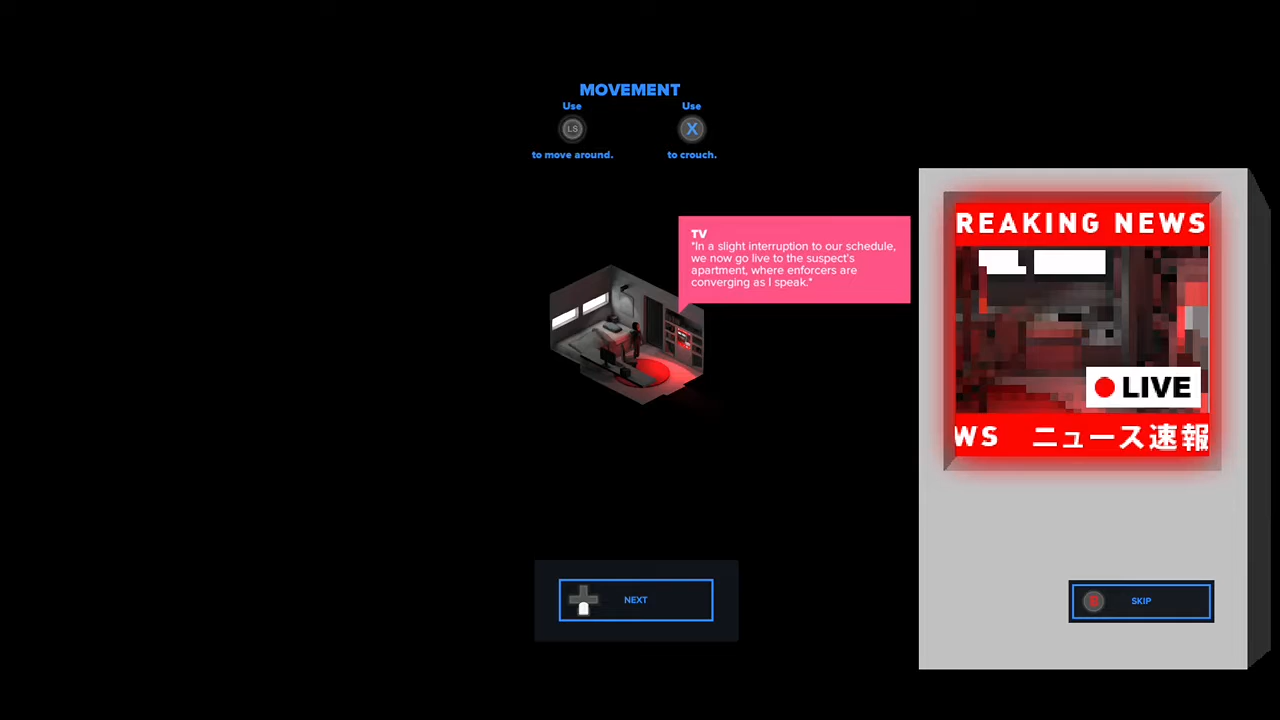 MOVEMENT
Use
LS
to move around.
Use
X
to crouch.
TV
"In a slight interruption to our schedule,
we now go live to the suspect's
apartment, where enforcers are
converging as I speak."
REAKING NEWS
LIVE
WS ニュース速報
NEXT
B SKIP